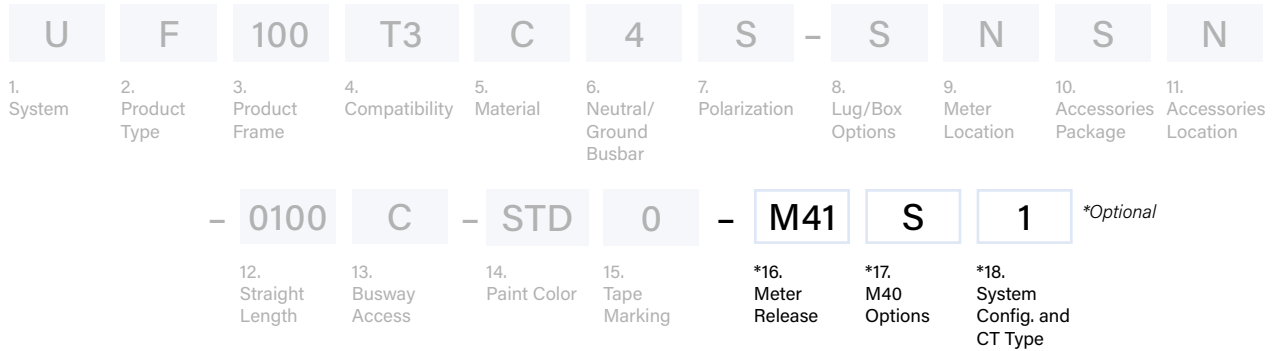 U F 100 T3 C 4 S – S N S N
1. 2. 3. 4. 5. 6. 7. 8. 9. 10. 11.
System Product Product Compatibility Material Neutral/ Polarization Lug/Box Meter Accessories Accessories
Type Frame Ground Options Location Package Location
Busbar
– 0100 C – STD 0 – M41 S 1 *Optional
12. 13. 14. 15. *16. *17. *18.
Straight Busway Paint Color Tape Meter M40 System
Length Access Marking Release Options Config. and
CT Type